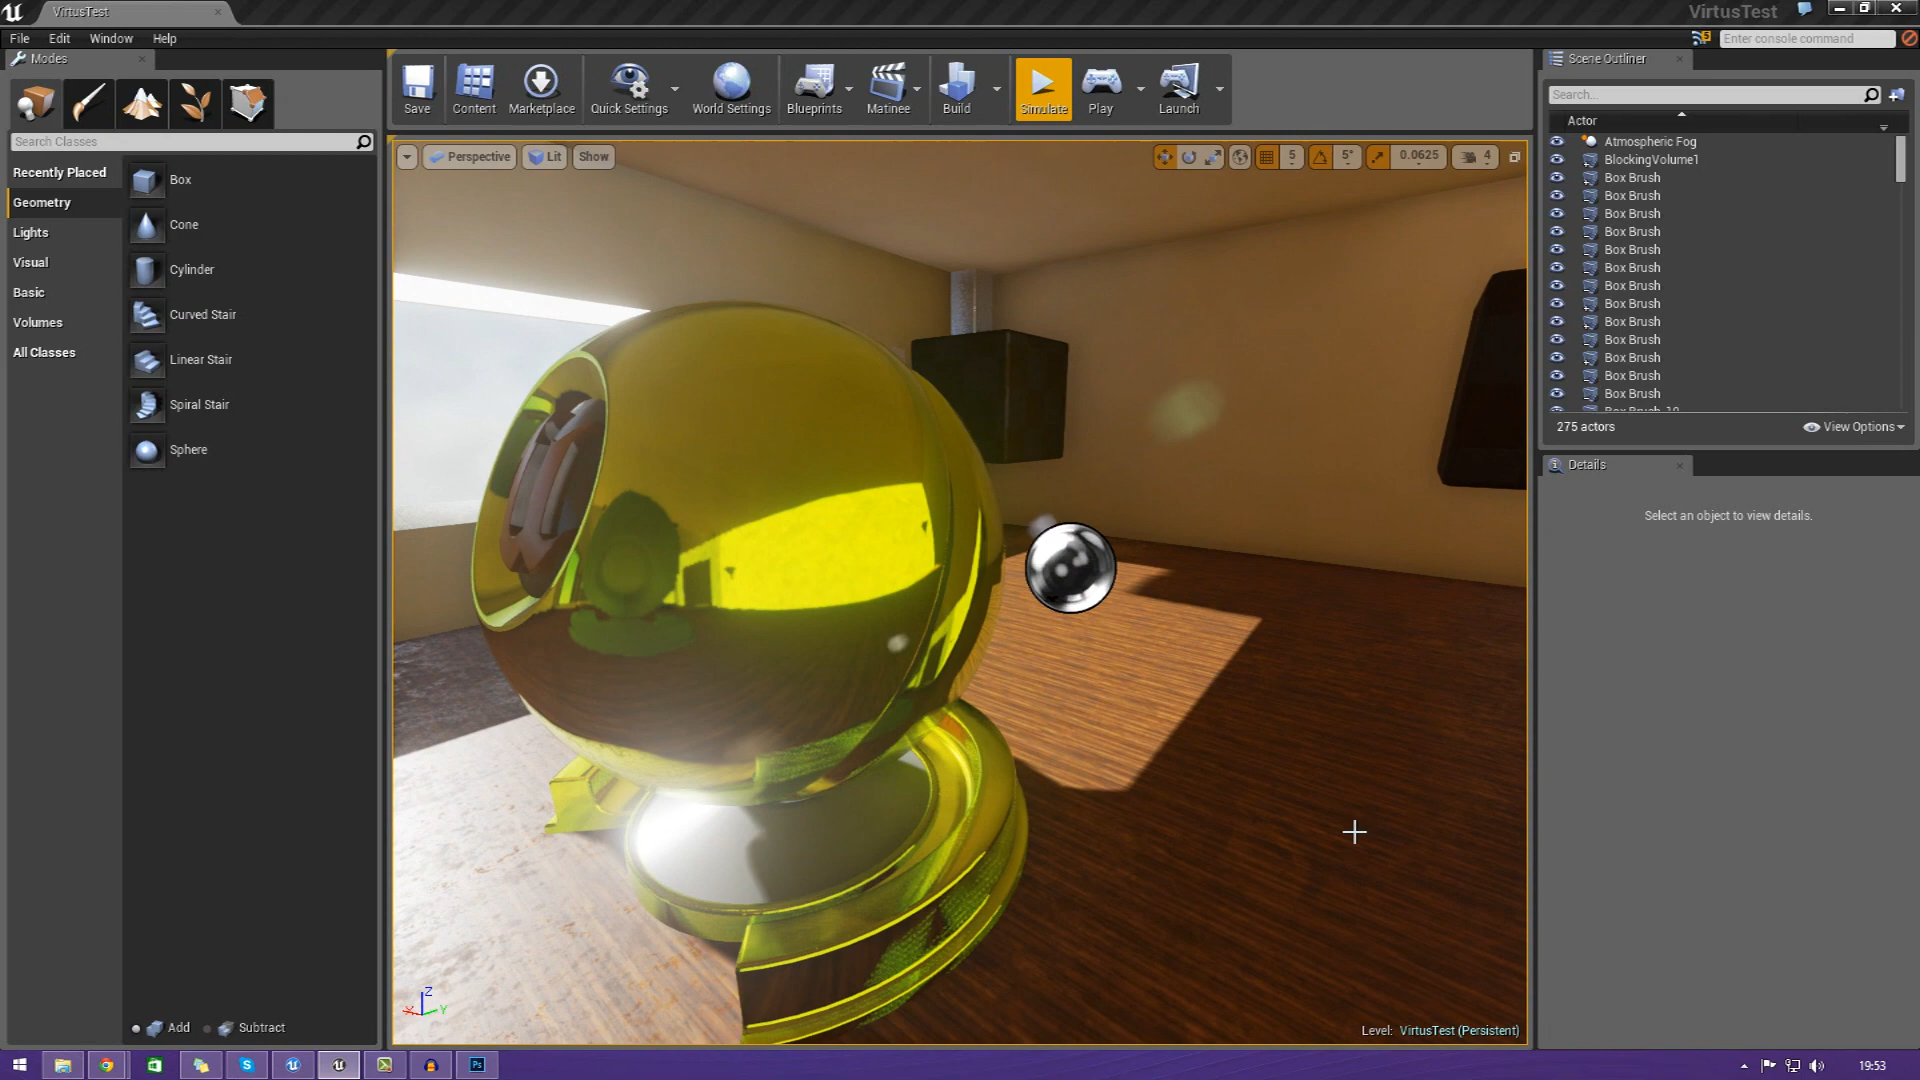 VirtusTest
VirtusTest
File Edit Window Help
Enter console command
Modes
Search Classes
Recently Placed
Geometry
Lights
Visual
Basic
Volumes
All Classes
Box
Cone
Cylinder
Curved Stair
Linear Stair
Spiral Stair
Sphere
Add Subtract
Save Content Marketplace Quick Settings World Settings Blueprints Matinee Build Simulate Play Launch
Perspective Lit Show
5 5° 0.0625 4
Z
X Y
Level: VirtusTest (Persistent)
Scene Outliner
Search...
Actor
Atmospheric Fog
BlockingVolume1
Box Brush
Box Brush
Box Brush
Box Brush
Box Brush
Box Brush
Box Brush
Box Brush
Box Brush
Box Brush
Box Brush
Box Brush
Box Brush
275 actors View Options
Details
Select an object to view details.
Ps
19:53